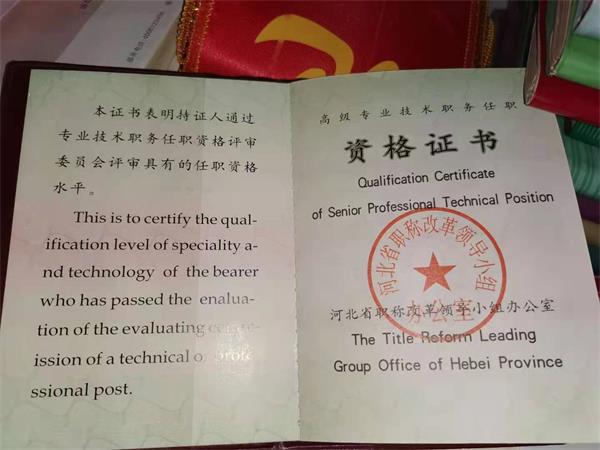 本证书表明持证人通过
专业技术职务任职资格评审
委员会评审具有的任职资格
水平。
This is to certify the qual-
ification level of speciality a-
nd technology of the bearer
who has passed the enalua-
tion of the evaluating
ission of a technical or profe-
ssional post.
高级专业技术职务任职
资格证书
Qualification Certificate
of Senior Professional Technical Position
河北省职称改革领导小组
办公室
河北省职称改革领导小组办公室
The Title Reform Leading
Group Office of Hebei Province